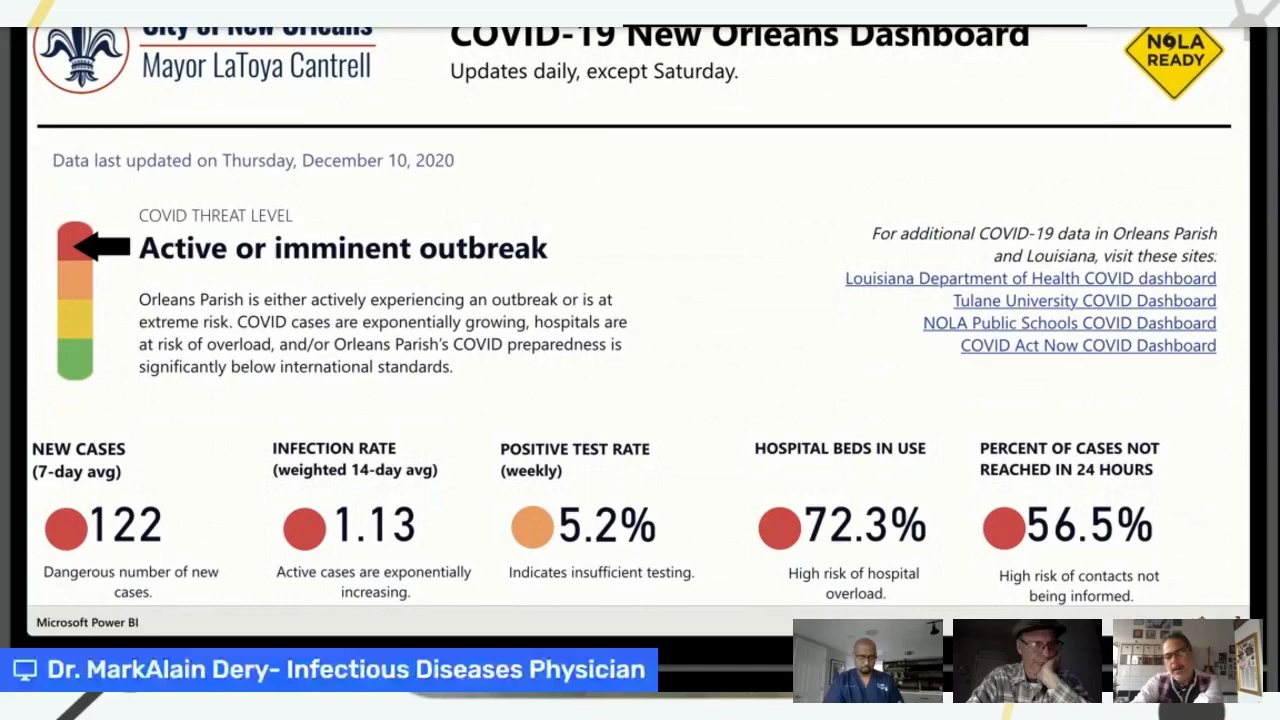 City of New Orleans
Mayor LaToya Cantrell
COVID-19 New Orleans Dashboard
Updates daily, except Saturday.
NOLA
READY
Data last updated on Thursday, December 10, 2020
COVID THREAT LEVEL
Active or imminent outbreak
Orleans Parish is either actively experiencing an outbreak or is at
extreme risk. COVID cases are exponentially growing, hospitals are
at risk of overload, and/or Orleans Parish's COVID preparedness is
significantly below international standards.
For additional COVID-19 data in Orleans Parish
and Louisiana, visit these sites:
Louisiana Department of Health COVID dashboard
Tulane University COVID Dashboard
NOLA Public Schools COVID Dashboard
COVID Act Now COVID Dashboard
NEW CASES
(7-day avg)
122
Dangerous number of new
cases.
INFECTION RATE
(weighted 14-day avg)
1.13
Active cases are exponentially
increasing.
POSITIVE TEST RATE
(weekly)
5.2%
Indicates insufficient testing.
HOSPITAL BEDS IN USE
72.3%
High risk of hospital
overload.
PERCENT OF CASES NOT
REACHED IN 24 HOURS
56.5%
High risk of contacts not
being informed.
Microsoft Power BI
Dr. MarkAlain Dery- Infectious Diseases Physician